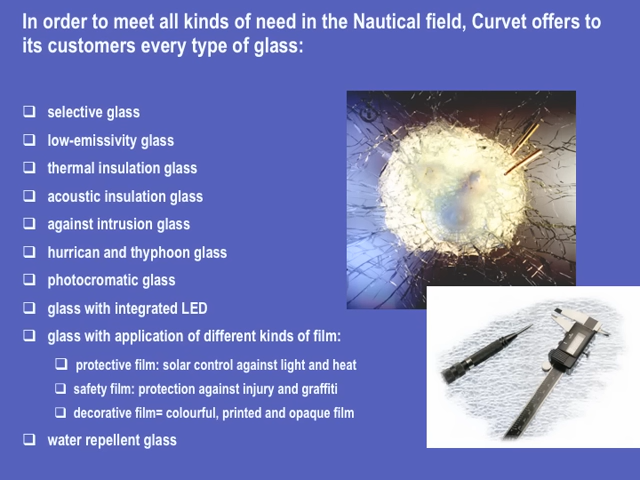 In order to meet all kinds of need in the Nautical field, Curvet offers to
its customers every type of glass:
selective glass
low-emissivity glass
thermal insulation glass
acoustic insulation glass
against intrusion glass
hurrican and thyphoon glass
photocromatic glass
glass with integrated LED
glass with application of different kinds of film:
protective film: solar control against light and heat
safety film: protection against injury and graffiti
decorative film= colourful, printed and opaque film
water repellent glass